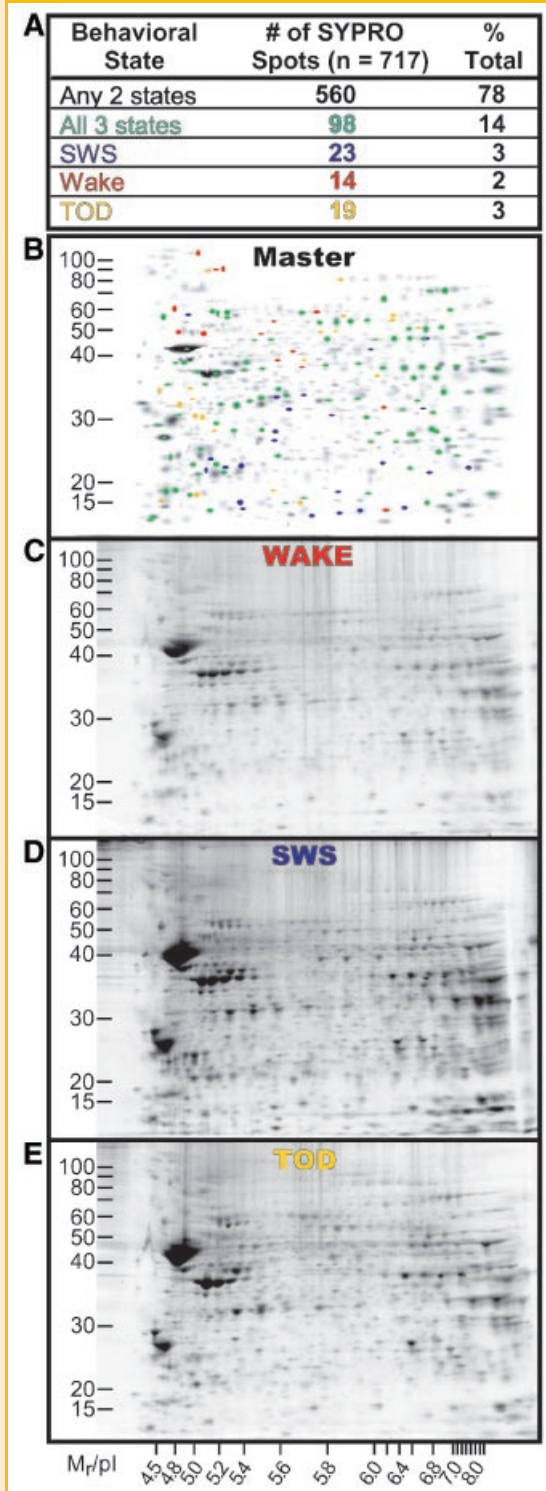 A
Behavioral State # of SYPRO Spots (n = 717) % Total
Any 2 states 560 78
All 3 states 98 14
SWS 23 3
Wake 14 2
TOD 19 3
B
Master
100
80
60
50
40
30
20
15
C
WAKE
100
80
60
50
40
30
20
15
D
SWS
100
80
60
50
40
30
20
15
E
TOD
100
80
60
50
40
30
20
15
Mr/pI 4.5 4.8 5.0 5.2 5.4 5.6 5.8 6.0 6.4 6.8 7.0 8.0